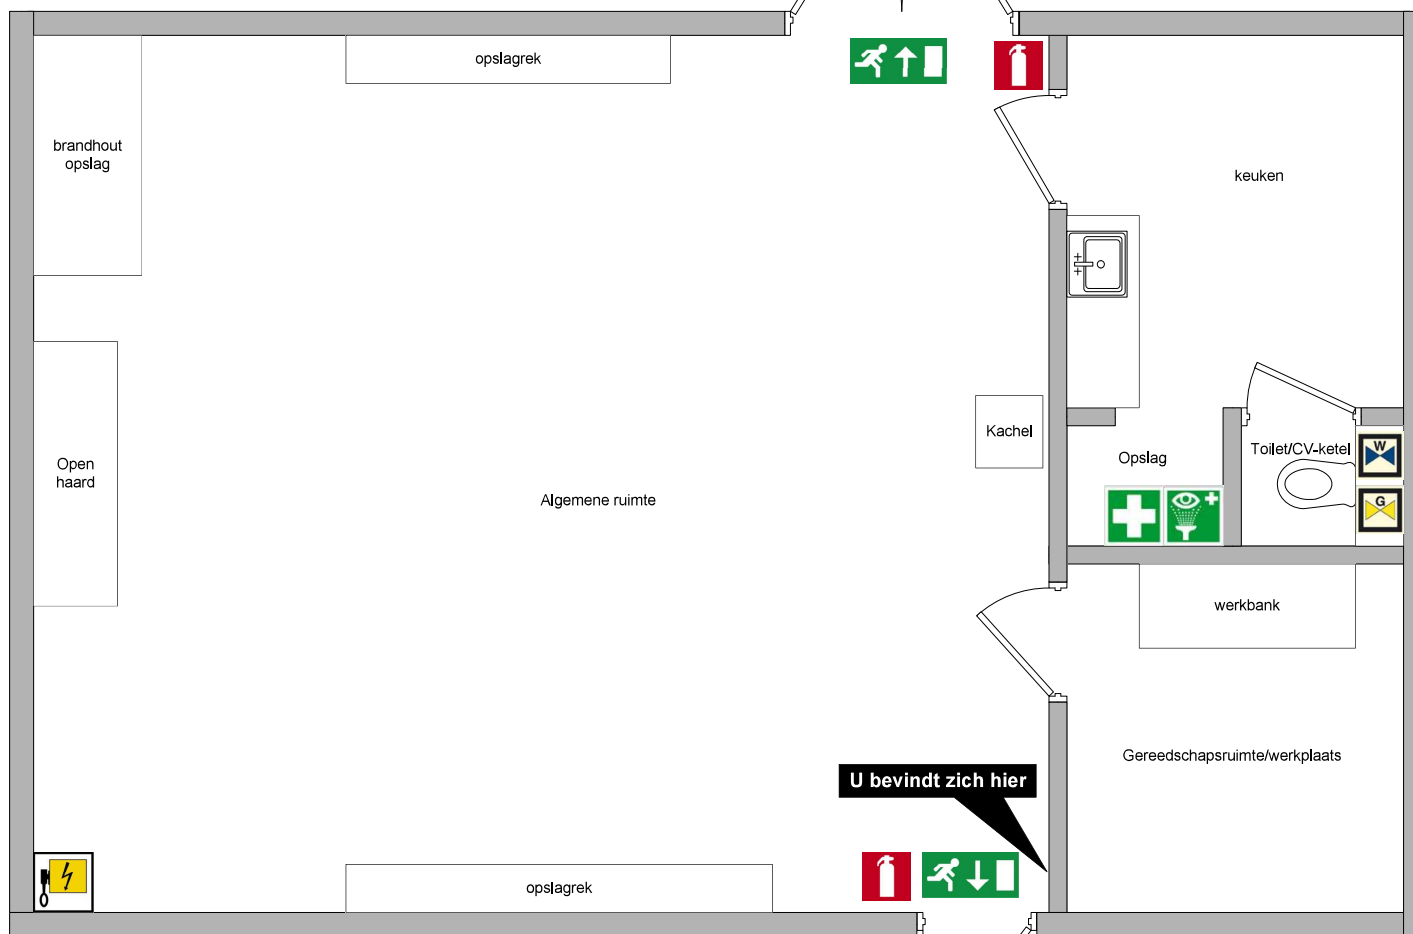 opslagrek
brandhout
opslag
keuken
Kachel
Open
haard
Algemene ruimte
Opslag
Toilet/CV-ketel
W
G
werkbank
Gereedschapsruimte/werkplaats
U bevindt zich hier
opslagrek